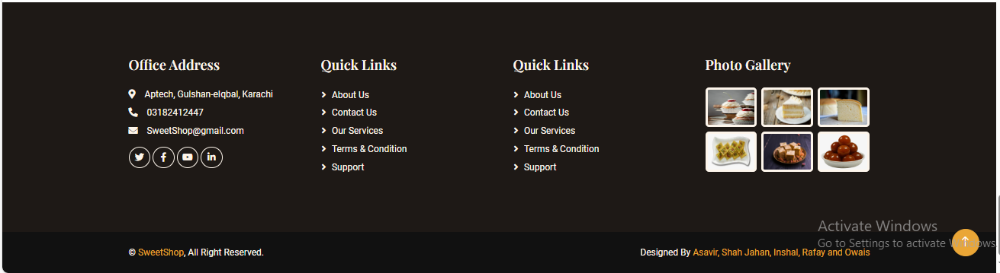 Office Address
Aptech, Gulshan-eIqbal, Karachi
03182412447
SweetShop@gmail.com
Quick Links
About Us
Contact Us
Our Services
Terms & Condition
Support
Quick Links
About Us
Contact Us
Our Services
Terms & Condition
Support
Photo Gallery
© SweetShop, All Right Reserved.
Designed By Asavir, Shah Jahan, Inshal, Rafay and Owais
Activate Windows
Go to Settings to activate Windows